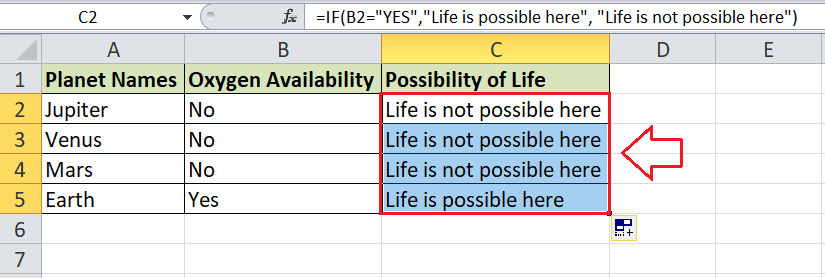 C2 fx =IF(B2="YES","Life is possible here", "Life is not possible here")
A B C D E
1 Planet Names Oxygen Availability Possibility of Life
2 Jupiter No Life is not possible here
3 Venus No Life is not possible here
4 Mars No Life is not possible here
5 Earth Yes Life is possible here
6
7